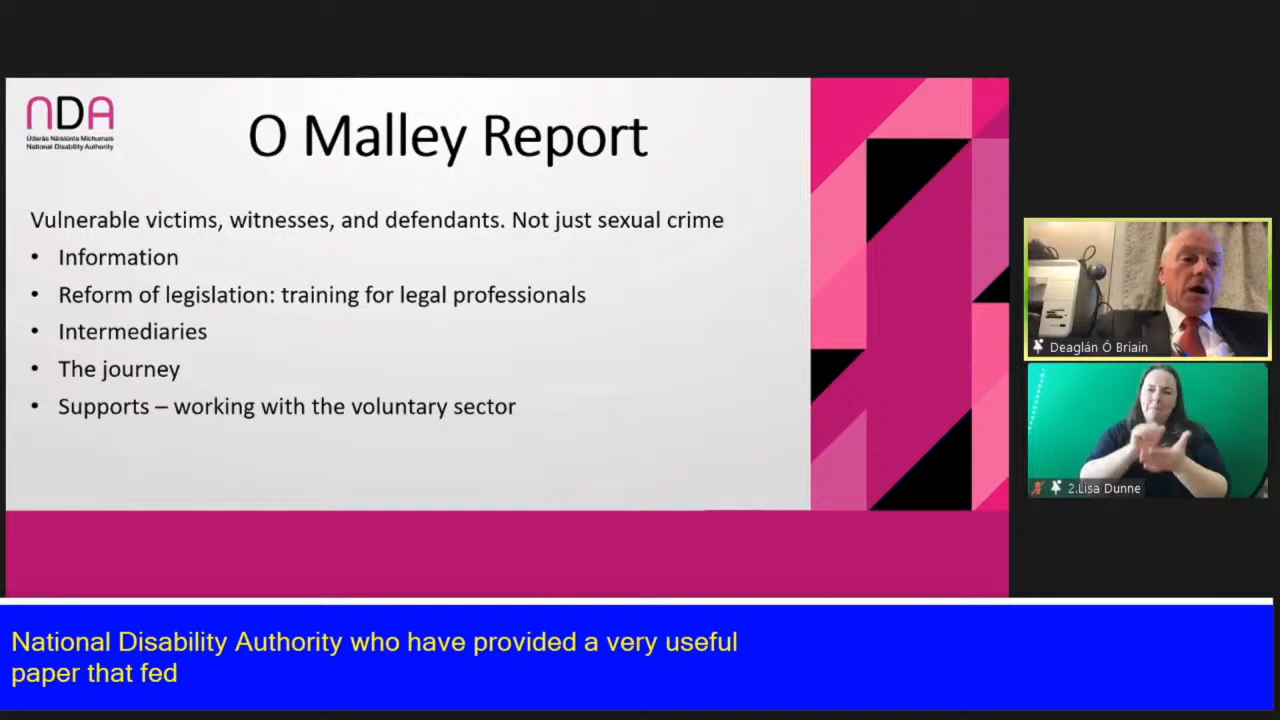 NDA
Údarás Náisiúnta Míchumais
National Disability Authority
O Malley Report
Vulnerable victims, witnesses, and defendants. Not just sexual crime
• Information
• Reform of legislation: training for legal professionals
• Intermediaries
• The journey
• Supports – working with the voluntary sector
Deaglán Ó Briain
2.Lisa Dunne
National Disability Authority who have provided a very useful
paper that fed